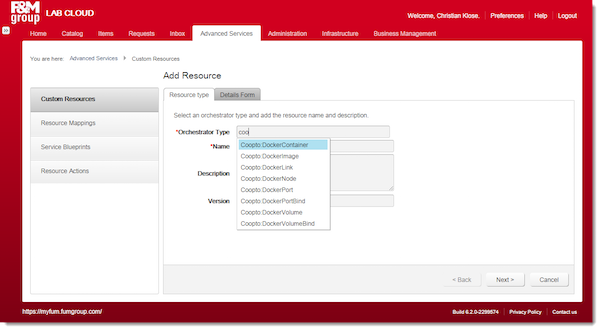 F&M
group
LAB CLOUD
Welcome, Christian Klose. Preferences Help Logout
Home Catalog Items Requests Inbox Advanced Services Administration Infrastructure Business Management
You are here: Advanced Services Custom Resources
Add Resource
Custom Resources
Resource Mappings
Service Blueprints
Resource Actions
Resource type Details Form
Select an orchestrator type and add the resource name and description.
*Orchestrator Type coo
*Name
Description
Version
Coopto:DockerContainer
Coopto:DockerImage
Coopto:DockerLink
Coopto:DockerNode
Coopto:DockerPort
Coopto:DockerPortBind
Coopto:DockerVolume
Coopto:DockerVolumeBind
< Back Next > Cancel
https://myfum.fumgroup.com/
Build 6.2.0-2299574 Privacy Policy Contact us